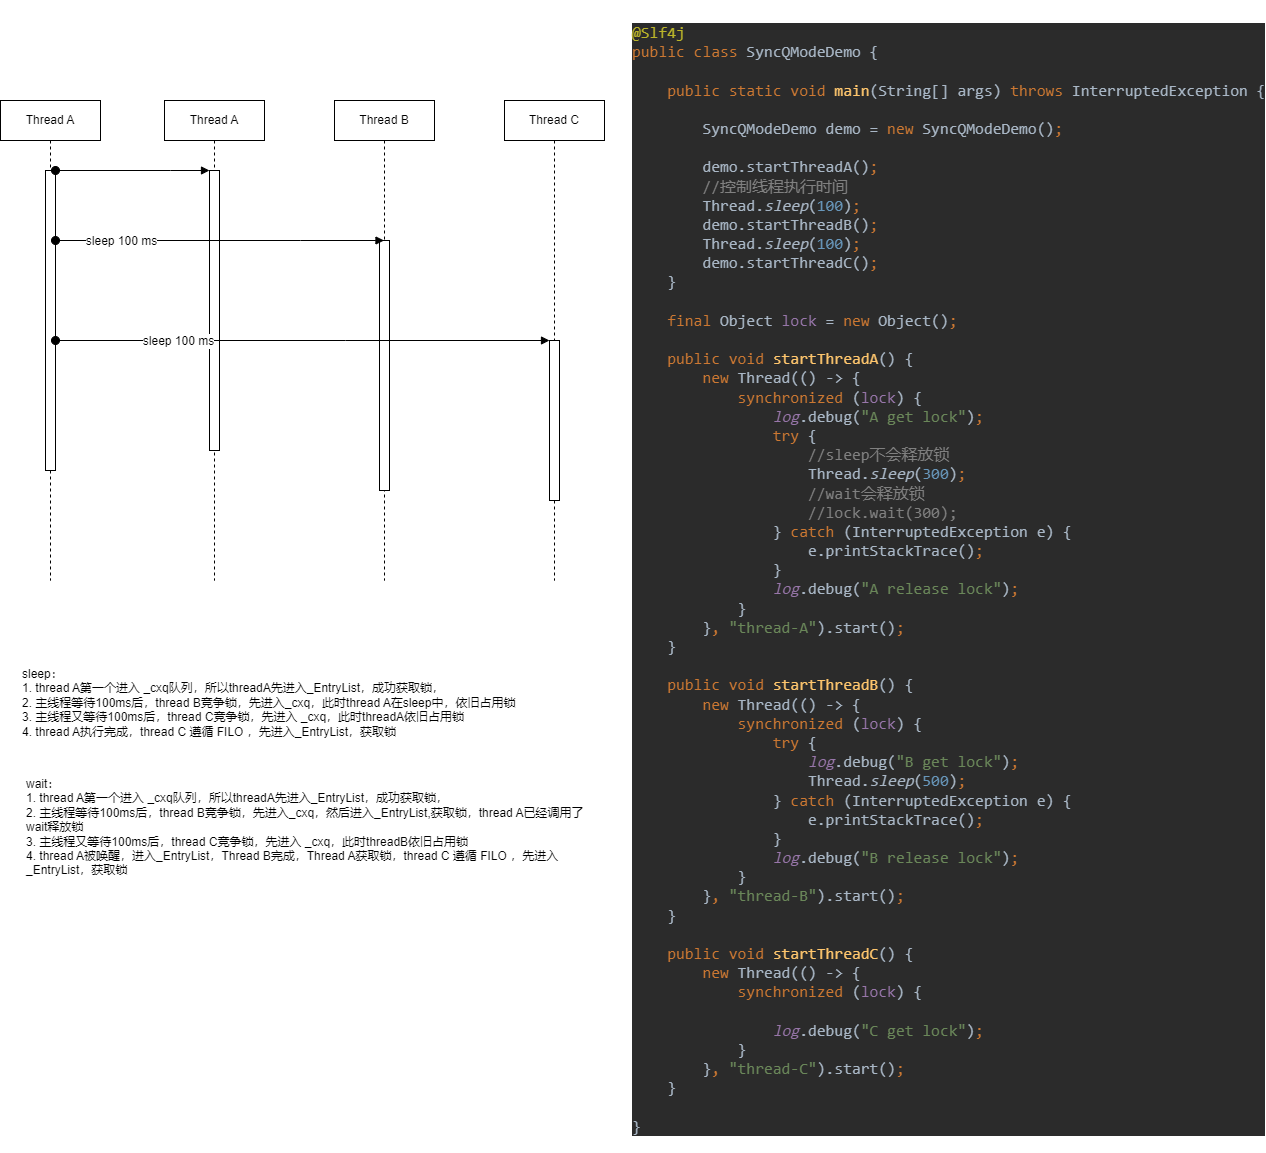 Thread A
Thread A
Thread B
Thread C
sleep 100 ms
sleep 100 ms
sleep：
1. thread A第一个进入 _cxq队列，所以threadA先进入_EntryList，成功获取锁，
2. 主线程等待100ms后，thread B竞争锁，先进入_cxq，此时thread A在sleep中，依旧占用锁
3. 主线程又等待100ms后，thread C竞争锁，先进入 _cxq，此时threadA依旧占用锁
4. thread A执行完成，thread C 遵循 FILO ，先进入_EntryList，获取锁
wait：
1. thread A第一个进入 _cxq队列，所以threadA先进入_EntryList，成功获取锁，
2. 主线程等待100ms后，thread B竞争锁，先进入_cxq，然后进入_EntryList,获取锁，thread A已经调用了
wait释放锁
3. 主线程又等待100ms后，thread C竞争锁，先进入 _cxq，此时threadB依旧占用锁
4. thread A被唤醒，进入_EntryList，Thread B完成，Thread A获取锁，thread C 遵循 FILO ，先进入
_EntryList，获取锁
@Slf4j
public class SyncQModeDemo {
public static void main(String[] args) throws InterruptedException {
SyncQModeDemo demo = new SyncQModeDemo();
demo.startThreadA();
//控制线程执行时间
Thread.sleep(100);
demo.startThreadB();
Thread.sleep(100);
demo.startThreadC();
}
final Object lock = new Object();
public void startThreadA() {
new Thread(() -> {
synchronized (lock) {
log.debug("A get lock");
try {
//sleep不会释放锁
Thread.sleep(300);
//wait会释放锁
//lock.wait(300);
} catch (InterruptedException e) {
e.printStackTrace();
}
log.debug("A release lock");
}
}, "thread-A").start();
}
public void startThreadB() {
new Thread(() -> {
synchronized (lock) {
try {
log.debug("B get lock");
Thread.sleep(500);
} catch (InterruptedException e) {
e.printStackTrace();
}
log.debug("B release lock");
}
}, "thread-B").start();
}
public void startThreadC() {
new Thread(() -> {
synchronized (lock) {
log.debug("C get lock");
}
}, "thread-C").start();
}
}